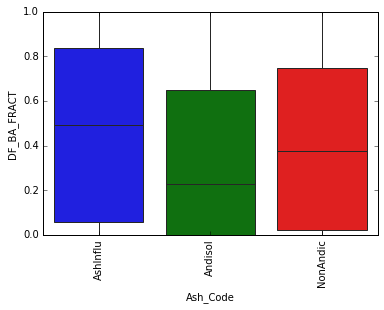 1.0
0.8
0.6
0.4
0.2
0.0
DF_BA_FRACT
AshInflu
Andisol
NonAndic
Ash_Code